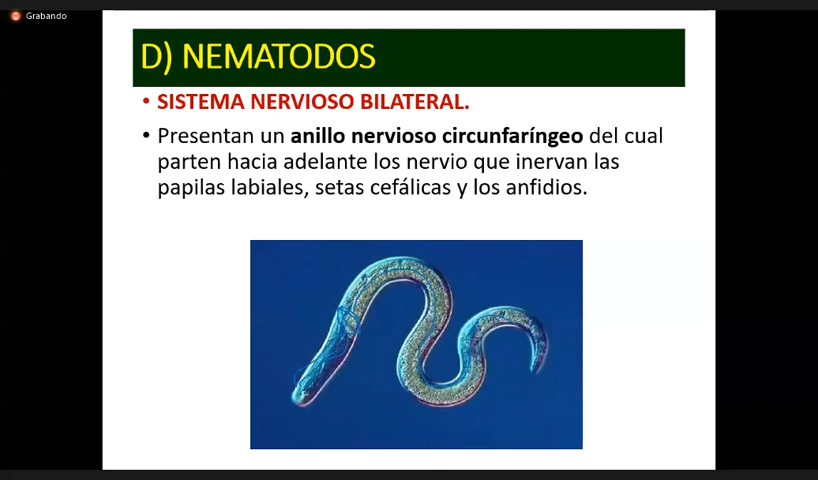 Grabando
D) NEMATODOS
• SISTEMA NERVIOSO BILATERAL.
• Presentan un anillo nervioso circunfaríngeo del cual
parten hacia adelante los nervio que inervan las
papilas labiales, setas cefálicas y los anfidios.